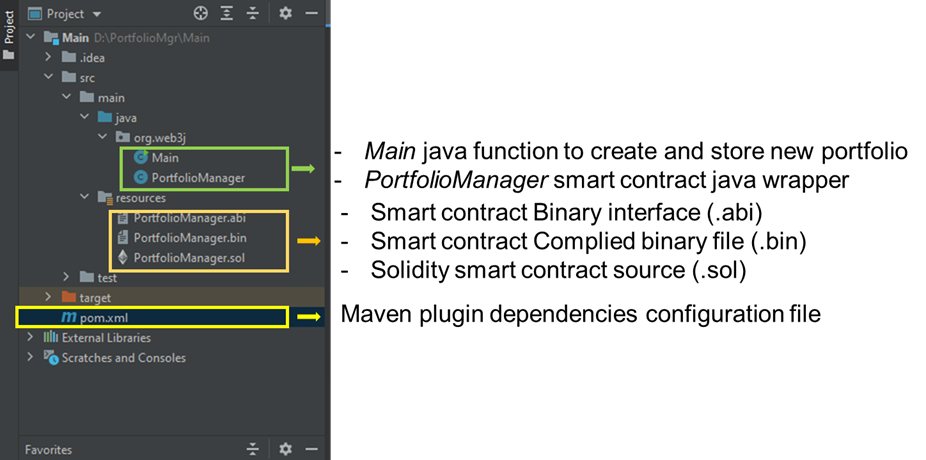 Project
Project
Main D:\PortfolioMgr\Main
.idea
src
main
java
org.web3j
Main
PortfolioManager
resources
PortfolioManager.abi
PortfolioManager.bin
PortfolioManager.sol
test
target
pom.xml
External Libraries
Scratches and Consoles
Favorites
- Main java function to create and store new portfolio
- PortfolioManager smart contract java wrapper
- Smart contract Binary interface (.abi)
- Smart contract Complied binary file (.bin)
- Solidity smart contract source (.sol)
Maven plugin dependencies configuration file